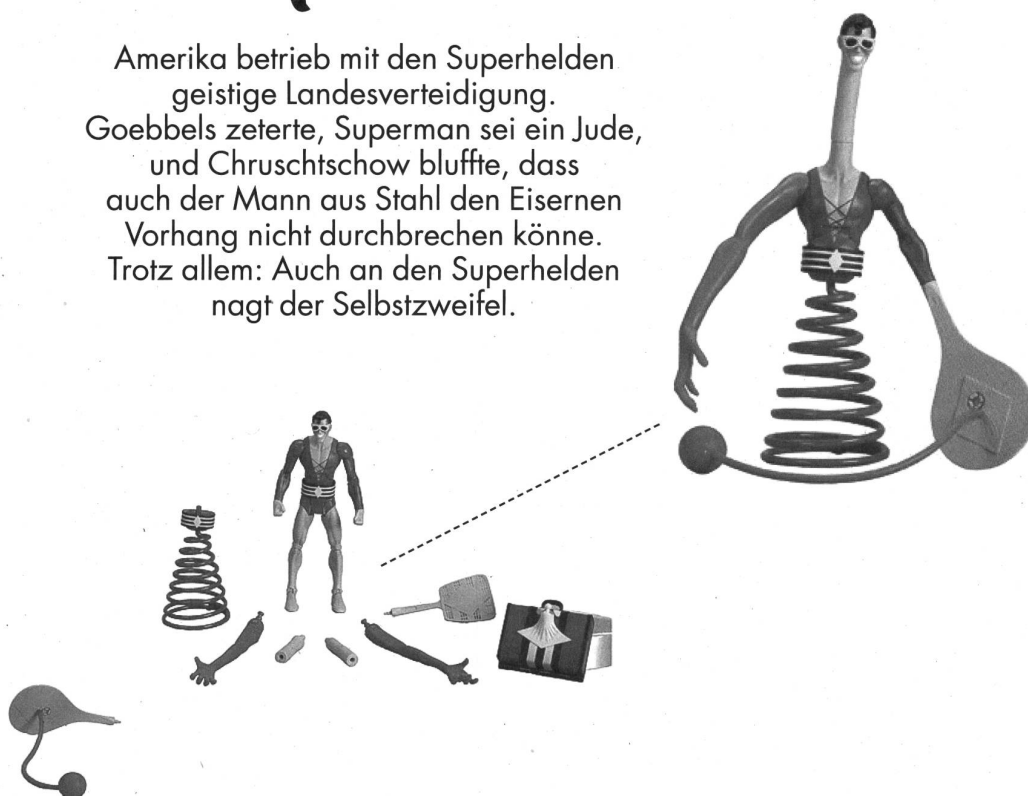 Amerika betrieb mit den Superhelden
geistige Landesverteidigung.
Goebbels zeterte, Superman sei ein Jude,
und Chruschtschow bluffte, dass
auch der Mann aus Stahl den Eisernen
Vorhang nicht durchbrechen könne.
Trotz allem: Auch an den Superhelden
nagt der Selbstzweifel.